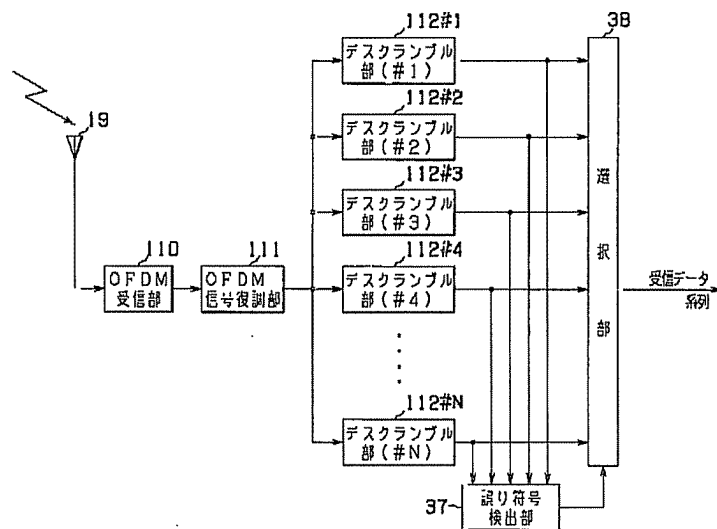 112#1
デスクランブル
部(#1)
38
112#2
デスクランブル
部(#2)
19
112#3
デスクランブル
部(#3)
選択部
110
OFDM
受信部
111
OFDM
信号復調部
112#4
デスクランブル
部(#4)
受信データ
系列
112#N
デスクランブル
部(#N)
37
誤り符号
検出部